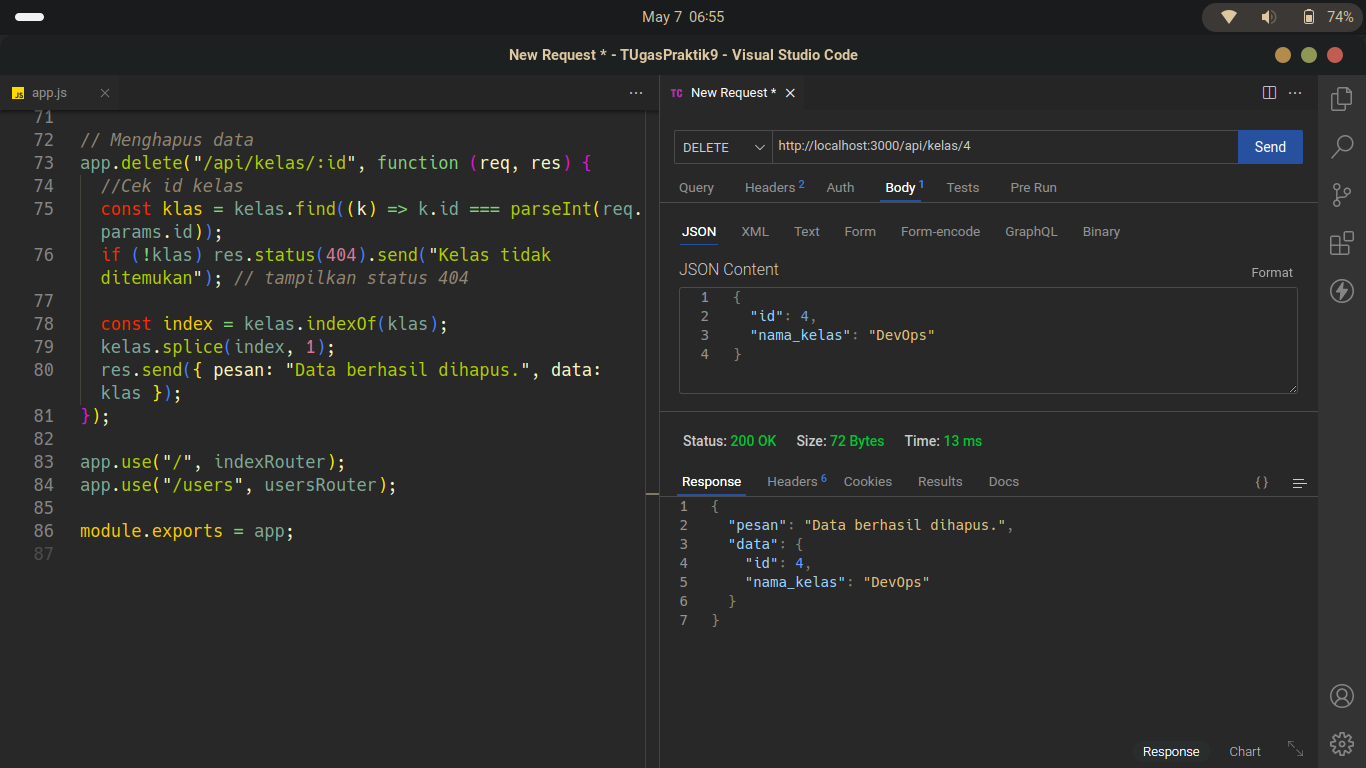 May 7 06:55
74%
New Request * - TUgasPraktik9 - Visual Studio Code
JS app.js
71
72 // Menghapus data
73 app.delete("/api/kelas/:id", function (req, res) {
74 //Cek id kelas
75 const klas = kelas.find((k) => k.id === parseInt(req.
params.id));
76 if (!klas) res.status(404).send("Kelas tidak
ditemukan"); // tampilkan status 404
77
78 const index = kelas.indexOf(klas);
79 kelas.splice(index, 1);
80 res.send({ pesan: "Data berhasil dihapus.", data:
klas });
81 });
82
83 app.use("/", indexRouter);
84 app.use("/users", usersRouter);
85
86 module.exports = app;
87
TC New Request *
DELETE http://localhost:3000/api/kelas/4 Send
Query Headers 2 Auth Body 1 Tests Pre Run
JSON XML Text Form Form-encode GraphQL Binary
JSON Content
Format
1 {
2 "id": 4,
3 "nama_kelas": "DevOps"
4 }
Status: 200 OK Size: 72 Bytes Time: 13 ms
Response Headers 6 Cookies Results Docs {}
1 {
2 "pesan": "Data berhasil dihapus.",
3 "data": {
4 "id": 4,
5 "nama_kelas": "DevOps"
6 }
7 }
Response Chart